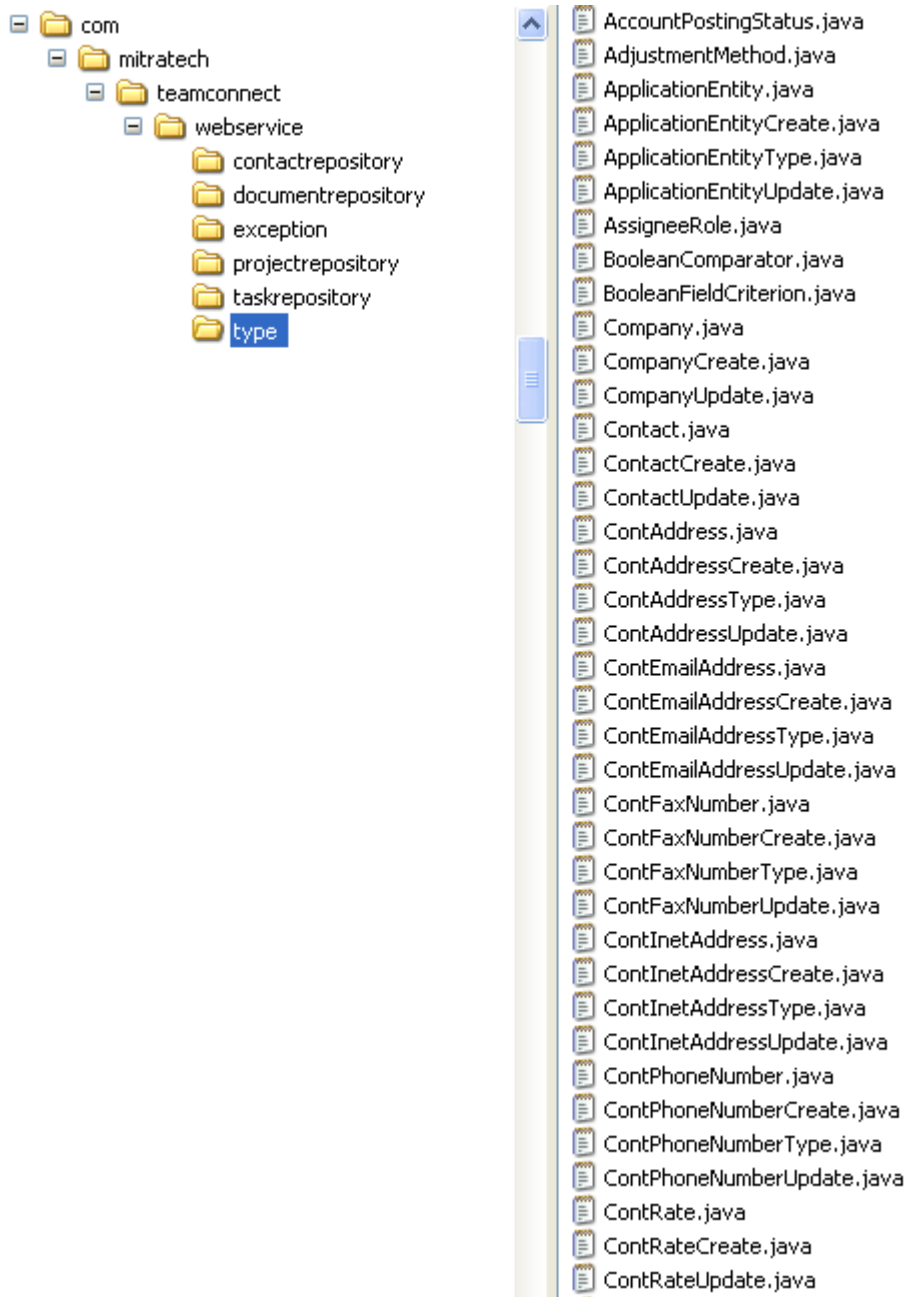 com
mitratech
teamconnect
webservice
contactrepository
documentrepository
exception
projectrepository
taskrepository
type
AccountPostingStatus.java
AdjustmentMethod.java
ApplicationEntity.java
ApplicationEntityCreate.java
ApplicationEntityType.java
ApplicationEntityUpdate.java
AssigneeRole.java
BooleanComparator.java
BooleanFieldCriterion.java
Company.java
CompanyCreate.java
CompanyUpdate.java
Contact.java
ContactCreate.java
ContactUpdate.java
ContAddress.java
ContAddressCreate.java
ContAddressType.java
ContAddressUpdate.java
ContEmailAddress.java
ContEmailAddressCreate.java
ContEmailAddressType.java
ContEmailAddressUpdate.java
ContFaxNumber.java
ContFaxNumberCreate.java
ContFaxNumberType.java
ContFaxNumberUpdate.java
ContInetAddress.java
ContInetAddressCreate.java
ContInetAddressType.java
ContInetAddressUpdate.java
ContPhoneNumber.java
ContPhoneNumberCreate.java
ContPhoneNumberType.java
ContPhoneNumberUpdate.java
ContRate.java
ContRateCreate.java
ContRateUpdate.java